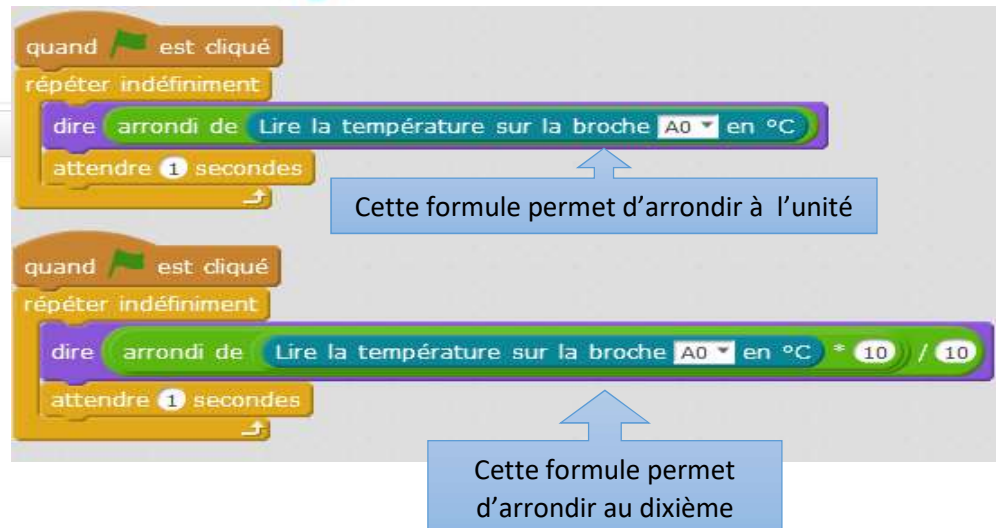 quand est cliqué
répéter indéfiniment
dire arrondi de Lire la température sur la broche A0 en °C
attendre 1 secondes
Cette formule permet d’arrondir à l’unité
quand est cliqué
répéter indéfiniment
dire arrondi de Lire la température sur la broche A0 en °C * 10 / 10
attendre 1 secondes
Cette formule permet
d’arrondir au dixième